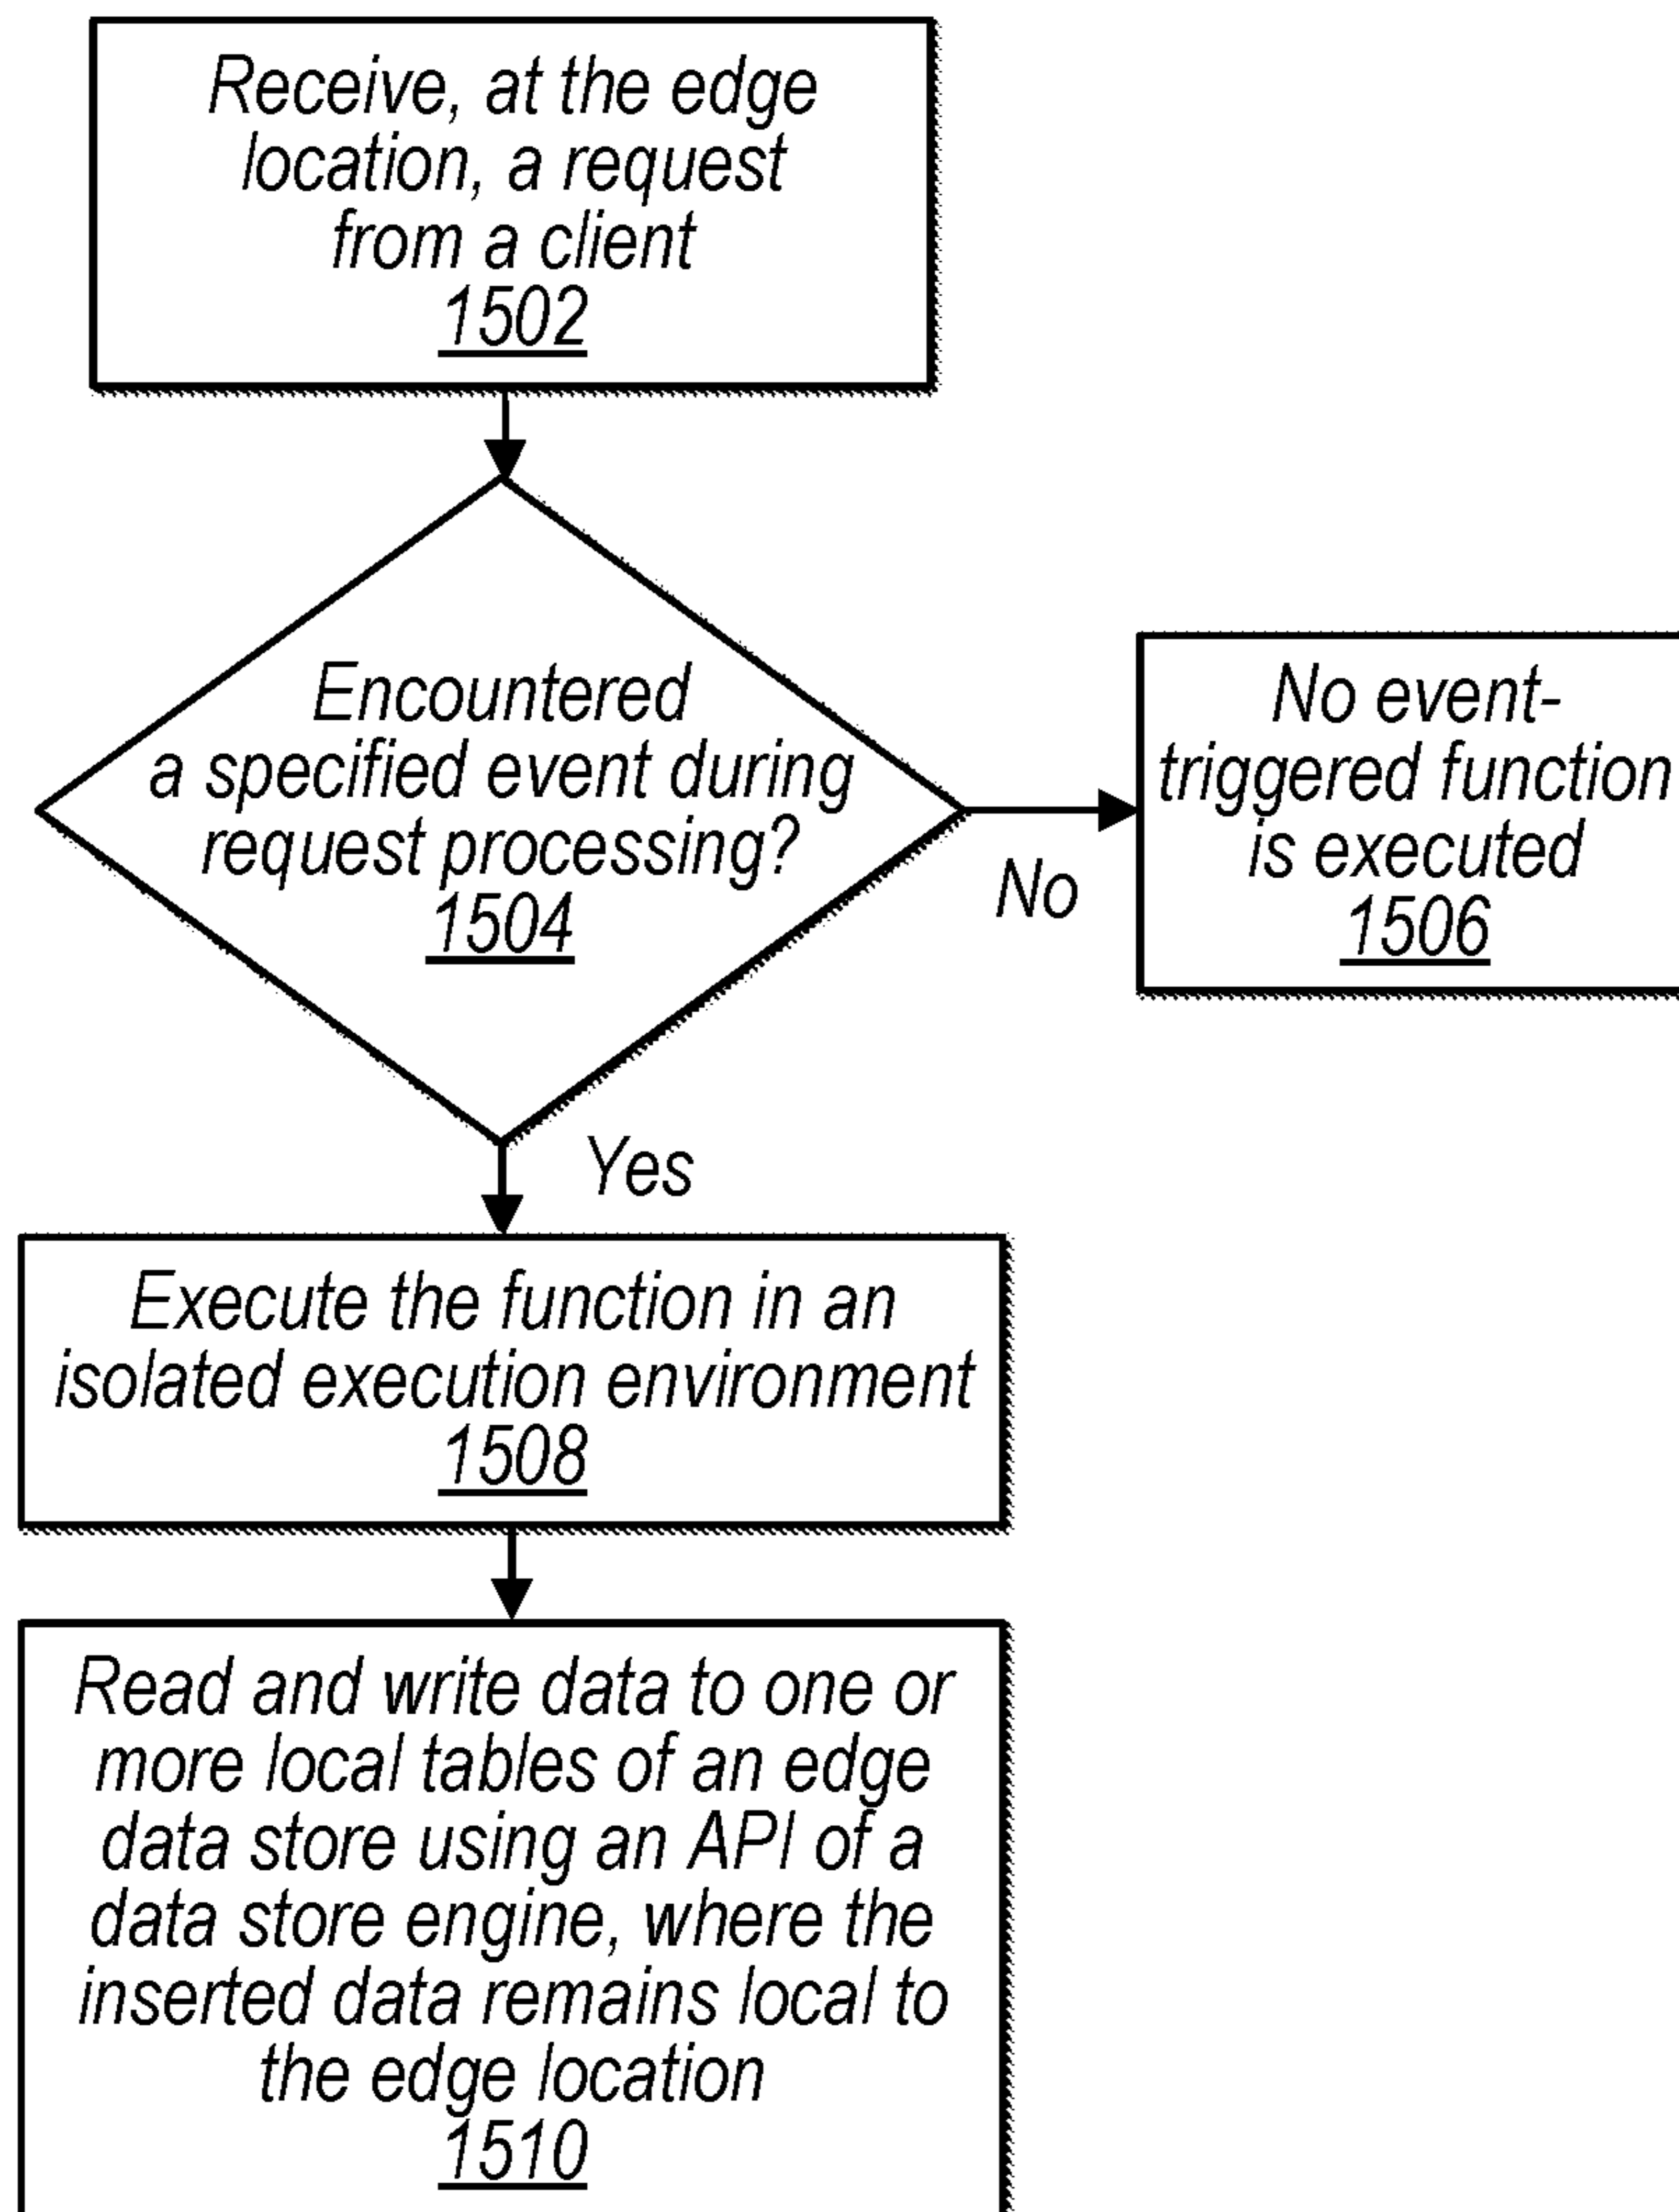 Receive, at the edge
location, a request
from a client
1502
Encountered
a specified event during
request processing?
1504
No
No event-
triggered function
is executed
1506
Yes
Execute the function in an
isolated execution environment
1508
Read and write data to one or
more local tables of an edge
data store using an API of a
data store engine, where the
inserted data remains local to
the edge location
1510